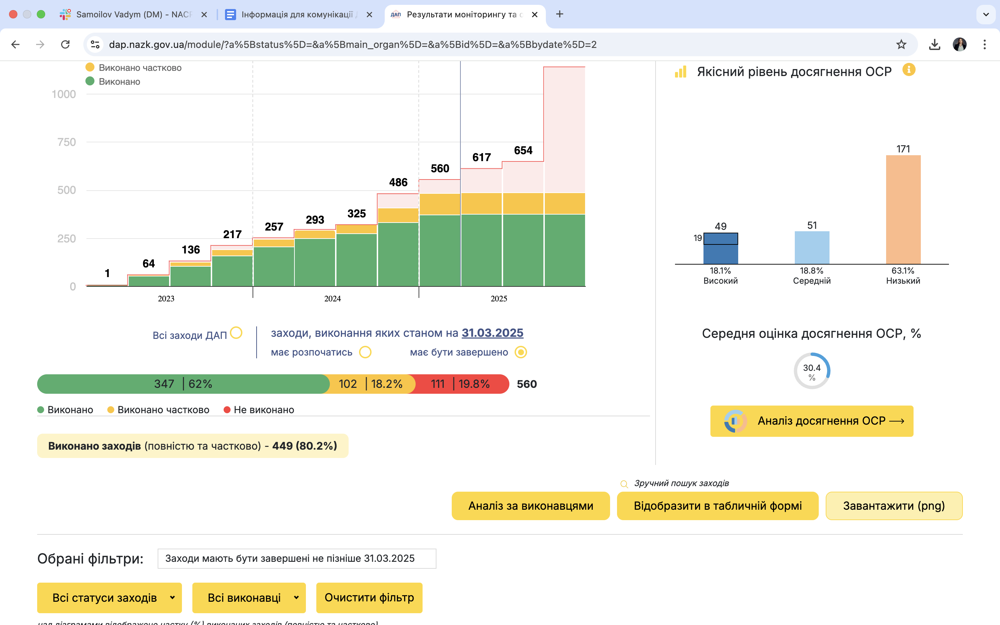 Samoilov Vadym (DM) - NACP
Інформація для комунікації
ДАП Результати моніторингу та о
dap.nazk.gov.ua/module/?a%5Bstatus%5D=&a%5Bmain_organ%5D=&a%5Bid%5D=&a%5Bbydate%5D=2
Виконано частково
Виконано
1000
750
500
250
0
1
64
136
217
257
293
325
486
560
617
654
2023
2024
2025
Всі заходи ДАП
заходи, виконання яких станом на 31.03.2025
має розпочатись
має бути завершено
347 | 62%
102 | 18.2%
111 | 19.8%
560
Виконано
Виконано частково
Не виконано
Виконано заходів (повністю та частково) - 449 (80.2%)
Якісний рівень досягнення ОСР
49
19
51
171
18.1%
Високий
18.8%
Середній
63.1%
Низький
Середня оцінка досягнення ОСР, %
30.4
%
Аналіз досягнення ОСР
Зручний пошук заходів
Аналіз за виконавцями
Відобразити в табличній формі
Завантажити (png)
Обрані фільтри:
Заходи мають бути завершені не пізніше 31.03.2025
Всі статуси заходів
Всі виконавці
Очистити фільтр
над діаграмами відображено частку (%) виконаних заходів (повністю та частково)